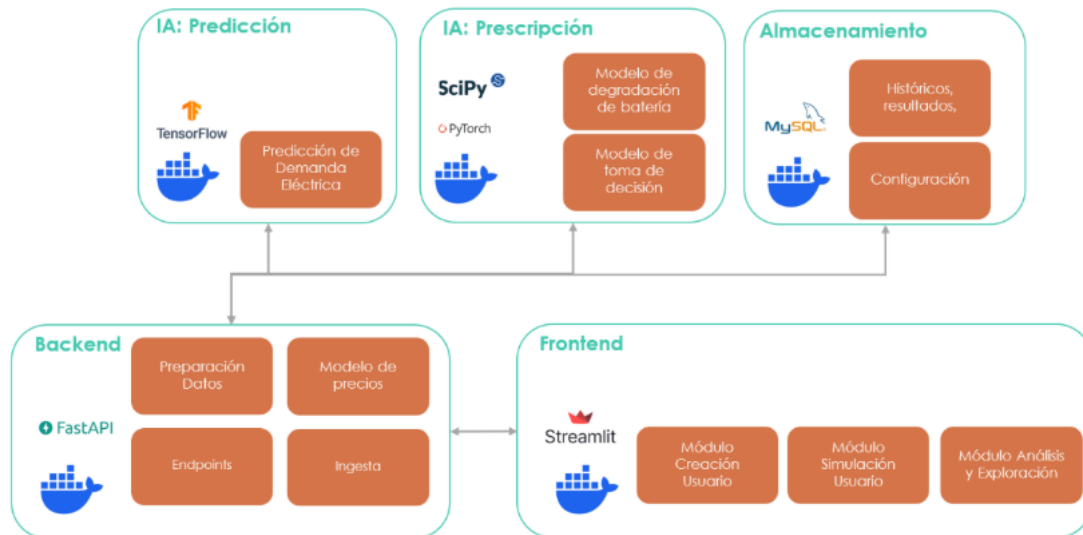 IA: Predicción
TensorFlow
Predicción de
Demanda
Eléctrica
IA: Prescripción
SciPy
PyTorch
Modelo de
degradación
de batería
Modelo de
toma de
decisión
Almacenamiento
MySQL
Históricos,
resultados,
Configuración
Backend
FastAPI
Preparación
Datos
Modelo de
precios
Endpoints
Ingesta
Frontend
Streamlit
Módulo
Creación
Usuario
Módulo
Simulación
Usuario
Módulo Análisis
y Exploración